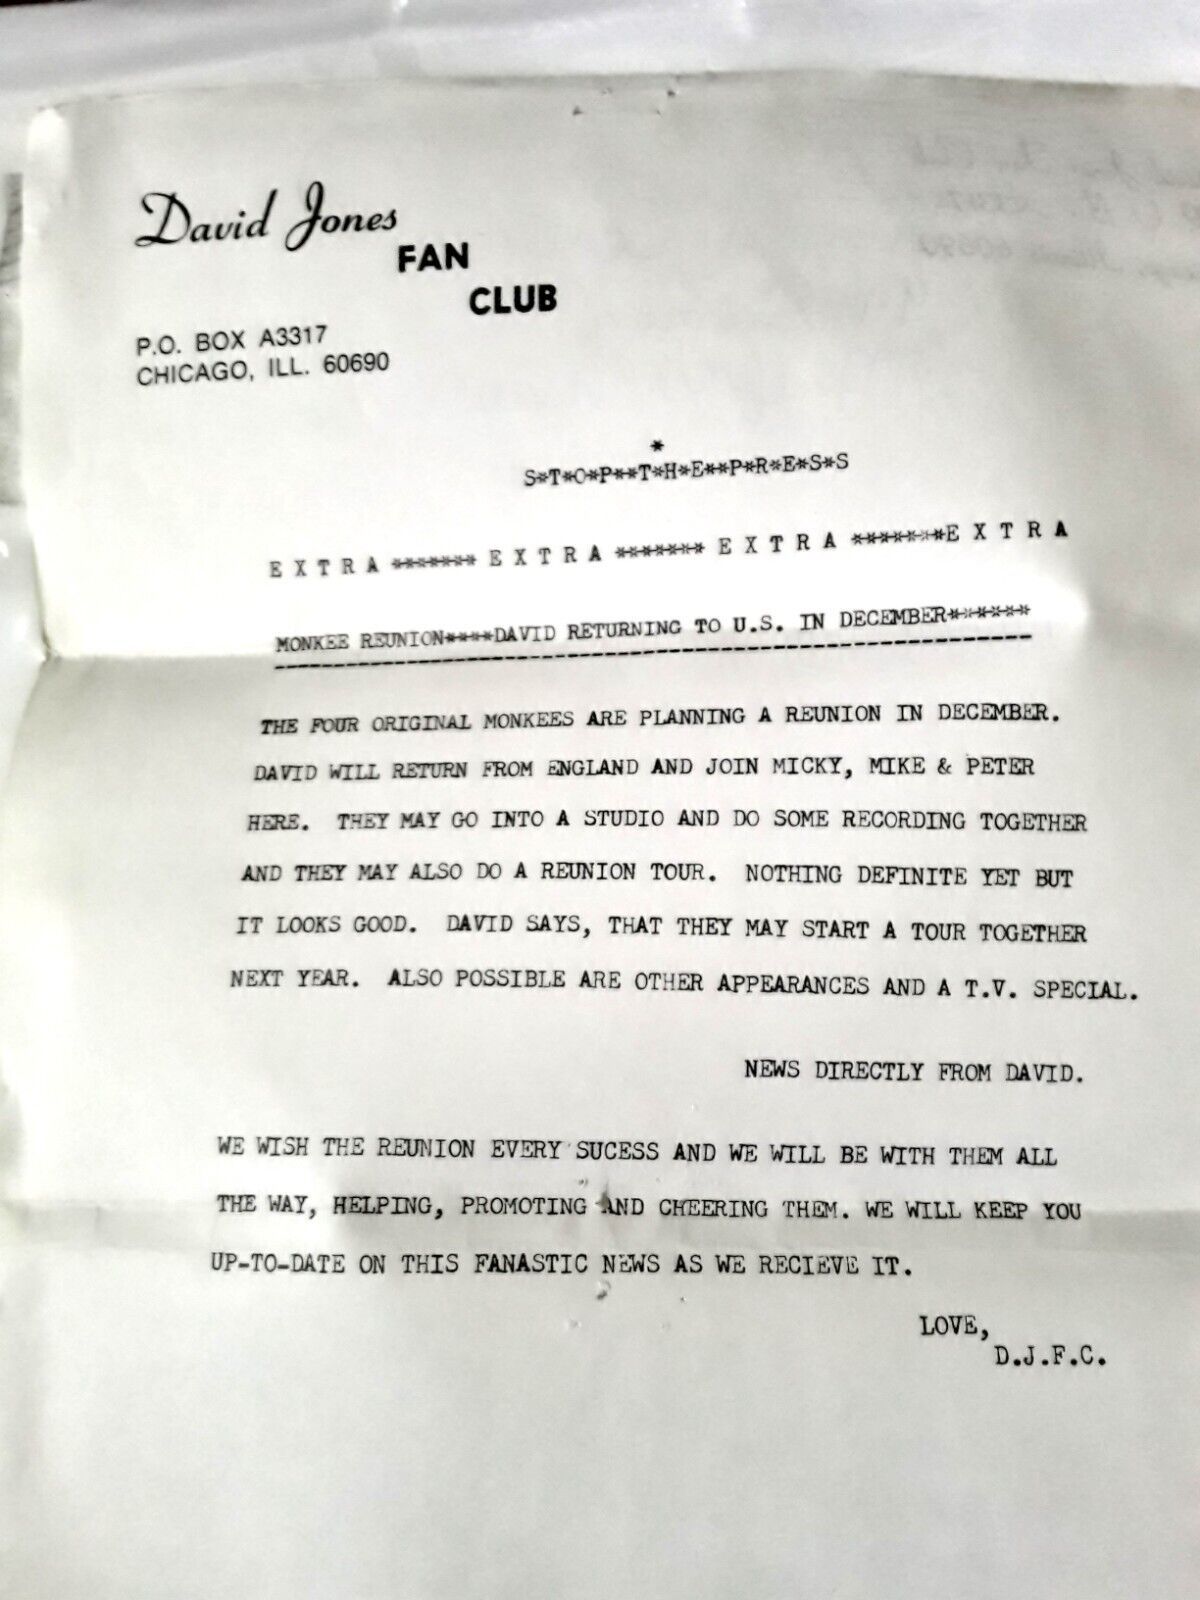 David Jones
FAN
CLUB
P.O. BOX A3317
CHICAGO, ILL. 60690
*
S*T*O*P**T*H*E**P*R*E*S*S
E X T R A ******* E X T R A ******* E X T R A *******E X T R A
MONKEE REUNION****DAVID RETURNING TO U.S. IN DECEMBER******
THE FOUR ORIGINAL MONKEES ARE PLANNING A REUNION IN DECEMBER.
DAVID WILL RETURN FROM ENGLAND AND JOIN MICKY, MIKE & PETER
HERE. THEY MAY GO INTO A STUDIO AND DO SOME RECORDING TOGETHER
AND THEY MAY ALSO DO A REUNION TOUR. NOTHING DEFINITE YET BUT
IT LOOKS GOOD. DAVID SAYS, THAT THEY MAY START A TOUR TOGETHER
NEXT YEAR. ALSO POSSIBLE ARE OTHER APPEARANCES AND A T.V. SPECIAL.
NEWS DIRECTLY FROM DAVID.
WE WISH THE REUNION EVERY SUCESS AND WE WILL BE WITH THEM ALL
THE WAY, HELPING, PROMOTING AND CHEERING THEM. WE WILL KEEP YOU
UP-TO-DATE ON THIS FANASTIC NEWS AS WE RECIEVE IT.
LOVE,
D.J.F.C.